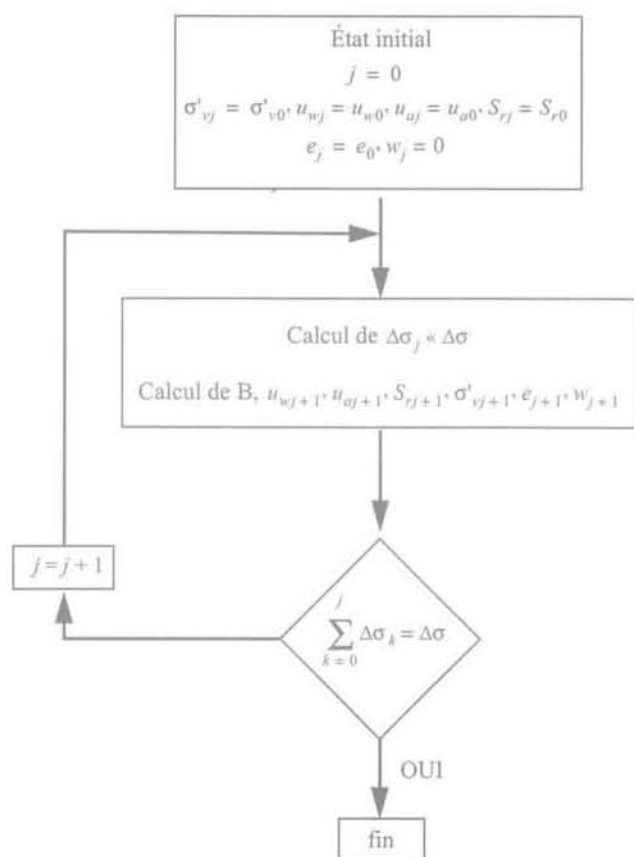 État initial
j = 0
σ'vj = σ'v0, uwj = uw0, uaj = ua0, Srj = Sr0
ej = e0, wj = 0
Calcul de Δσj « Δσ
Calcul de B, uwj+1, uaj+1, Srj+1, σ'vj+1, ej+1, wj+1
j = j + 1
j
∑ Δσk = Δσ
k = 0
OUI
fin